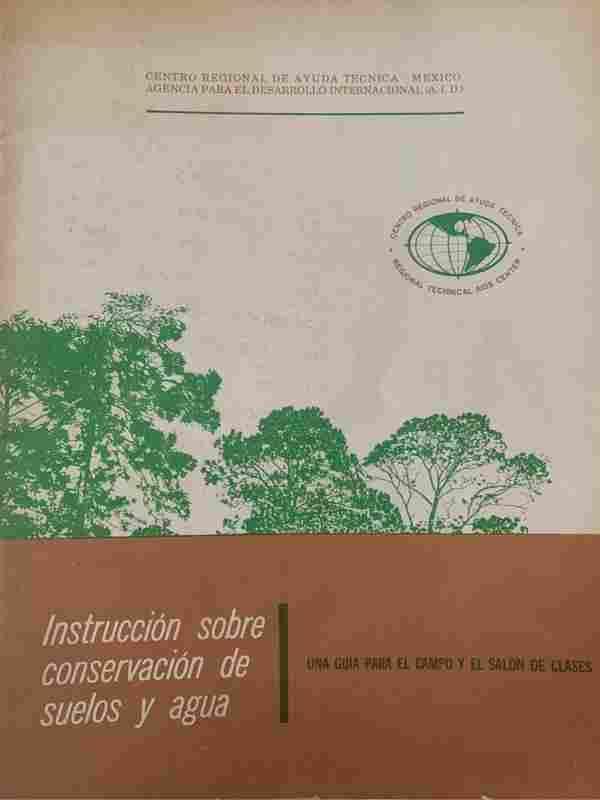 CENTRO REGIONAL DE AYUDA TECNICA MEXICO
AGENCIA PARA EL DESARROLLO INTERNACIONAL (A. I. D.)
CENTRO REGIONAL DE AYUDA TECNICA
REGIONAL TECHNICAL AIDS CENTER
Instrucción sobre
conservación de
suelos y agua
UNA GUIA PARA EL CAMPO Y EL SALON DE CLASES